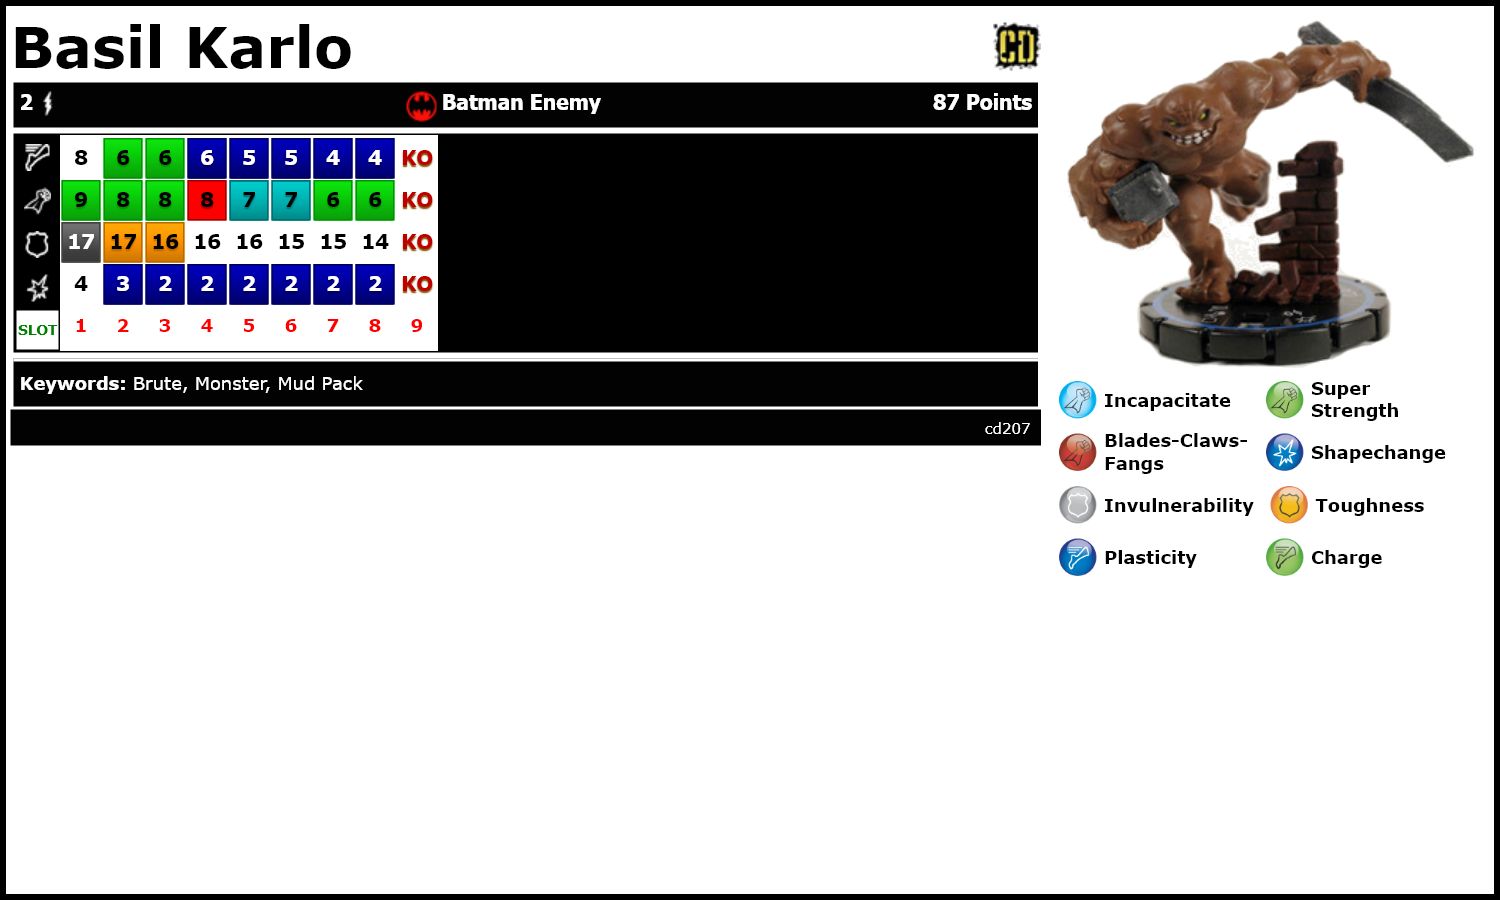 Basil Karlo
CD
2 Batman Enemy 87 Points
8 6 6 6 5 5 4 4 KO
9 8 8 8 7 7 6 6 KO
17 17 16 16 16 15 15 14 KO
4 3 2 2 2 2 2 2 KO
SLOT 1 2 3 4 5 6 7 8 9
Keywords: Brute, Monster, Mud Pack
cd207
Incapacitate
Super
Strength
Blades-Claws-
Fangs
Shapechange
Invulnerability
Toughness
Plasticity
Charge